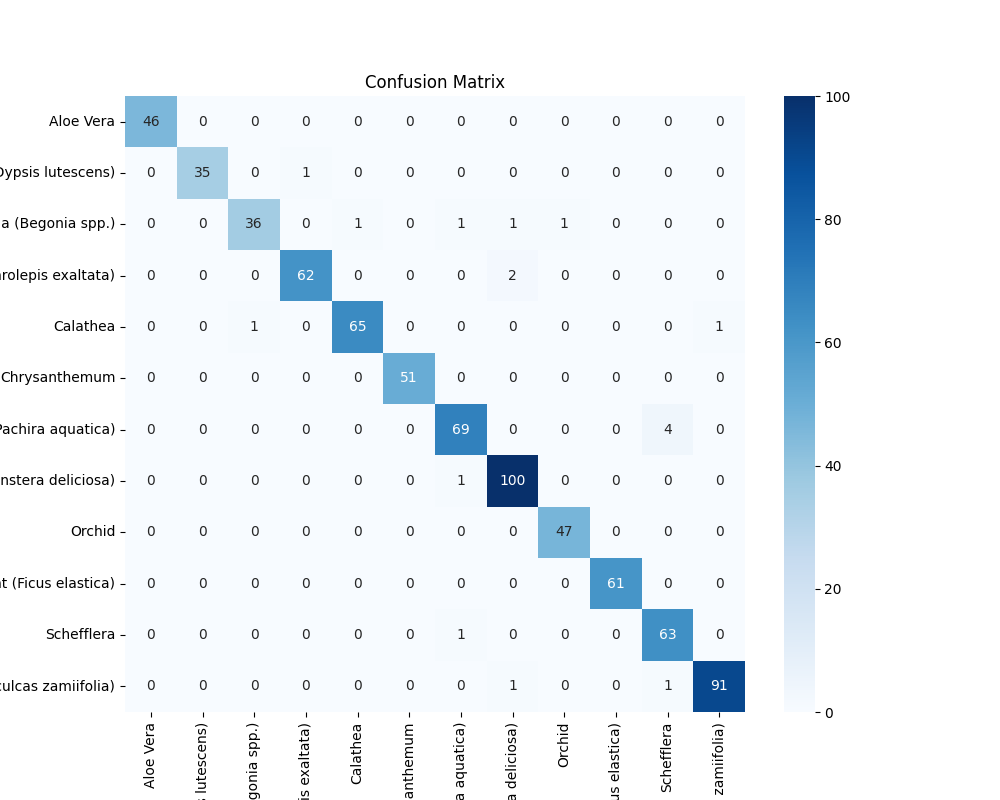 Confusion Matrix
Aloe Vera 46 0 0 0 0 0 0 0 0 0 0 0
lutescens) 0 35 0 1 0 0 0 0 0 0 0 0
(Begonia spp.) 0 0 36 0 1 0 1 1 1 0 0 0
exaltata) 0 0 0 62 0 0 0 2 0 0 0 0
Calathea 0 0 1 0 65 0 0 0 0 0 0 1
Chrysanthemum 0 0 0 0 0 51 0 0 0 0 0 0
Pachira aquatica) 0 0 0 0 0 0 69 0 0 0 4 0
nstera deliciosa) 0 0 0 0 0 0 1 100 0 0 0 0
Orchid 0 0 0 0 0 0 0 0 47 0 0 0
(Ficus elastica) 0 0 0 0 0 0 0 0 0 61 0 0
Schefflera 0 0 0 0 0 0 1 0 0 0 63 0
zamiifolia) 0 0 0 0 0 0 0 1 0 0 1 91
Aloe Vera
lutescens)
gonia spp.)
exaltata)
Calathea
anthemum
aquatica)
deliciosa)
Orchid
elastica)
Schefflera
zamiifolia)
100
80
60
40
20
0